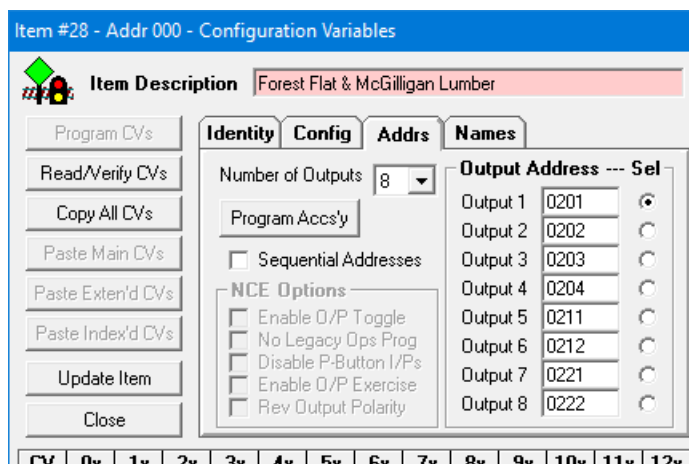 Item #28 - Addr 000 - Configuration Variables
Item Description Forest Flat & McGilligan Lumber
Program CVs
Read/Verify CVs
Copy All CVs
Paste Main CVs
Paste Exten'd CVs
Paste Index'd CVs
Update Item
Close
Identity Config Addrs Names
Number of Outputs 8
Program Accs'y
Sequential Addresses
NCE Options
Enable O/P Toggle
No Legacy Ops Prog
Disable P-Button I/Ps
Enable O/P Exercise
Rev Output Polarity
Output Address --- Sel
Output 1 0201
Output 2 0202
Output 3 0203
Output 4 0204
Output 5 0211
Output 6 0212
Output 7 0221
Output 8 0222
CV 0x 1x 2x 3x 4x 5x 6x 7x 8x 9x 10x 11x 12x